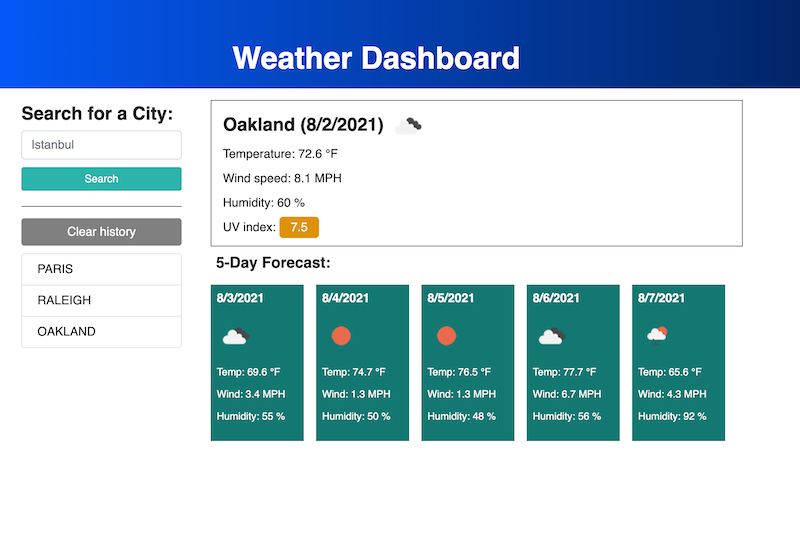 Weather Dashboard
Search for a City:
Istanbul
Search
Clear history
PARIS
RALEIGH
OAKLAND
Oakland (8/2/2021)
Temperature: 72.6 °F
Wind speed: 8.1 MPH
Humidity: 60 %
UV index: 7.5
5-Day Forecast:
8/3/2021
Temp: 69.6 °F
Wind: 3.4 MPH
Humidity: 55 %
8/4/2021
Temp: 74.7 °F
Wind: 1.3 MPH
Humidity: 50 %
8/5/2021
Temp: 76.5 °F
Wind: 1.3 MPH
Humidity: 48 %
8/6/2021
Temp: 77.7 °F
Wind: 6.7 MPH
Humidity: 56 %
8/7/2021
Temp: 65.6 °F
Wind: 4.3 MPH
Humidity: 92 %